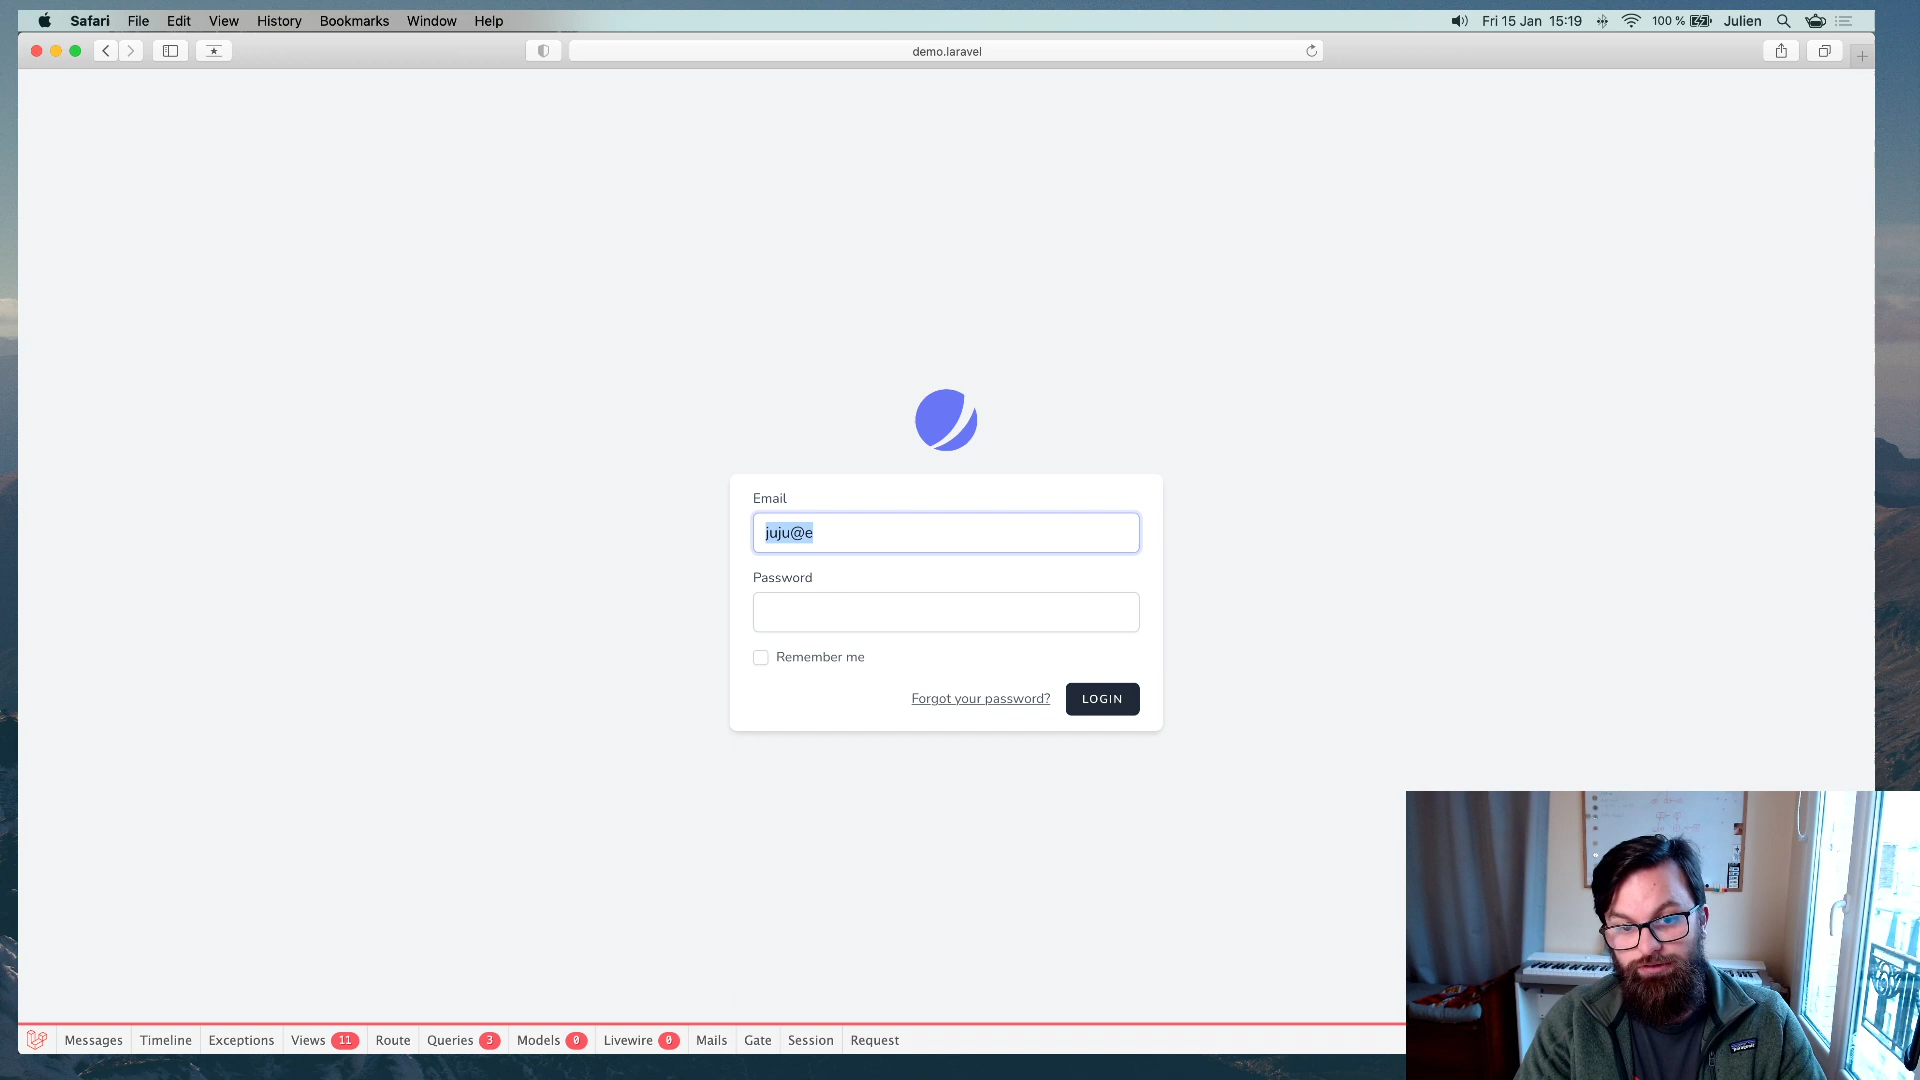 Safari File Edit View History Bookmarks Window Help Fri 15 Jan 15:19 100 % Julien
demo.laravel
Email
juju@e
Password
Remember me
Forgot your password? LOGIN
Messages Timeline Exceptions Views 11 Route Queries 3 Models 0 Livewire 0 Mails Gate Session Request